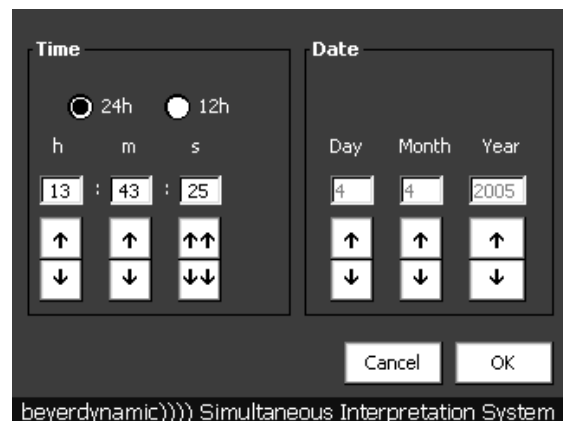 Time
24h 12h
h m s
13 : 43 : 25
↑ ↑ ↑↑
↓ ↓ ↓↓
Date
Day Month Year
4 4 2005
↑ ↑ ↑
↓ ↓ ↓
Cancel OK
beyerdynamic)))) Simultaneous Interpretation System